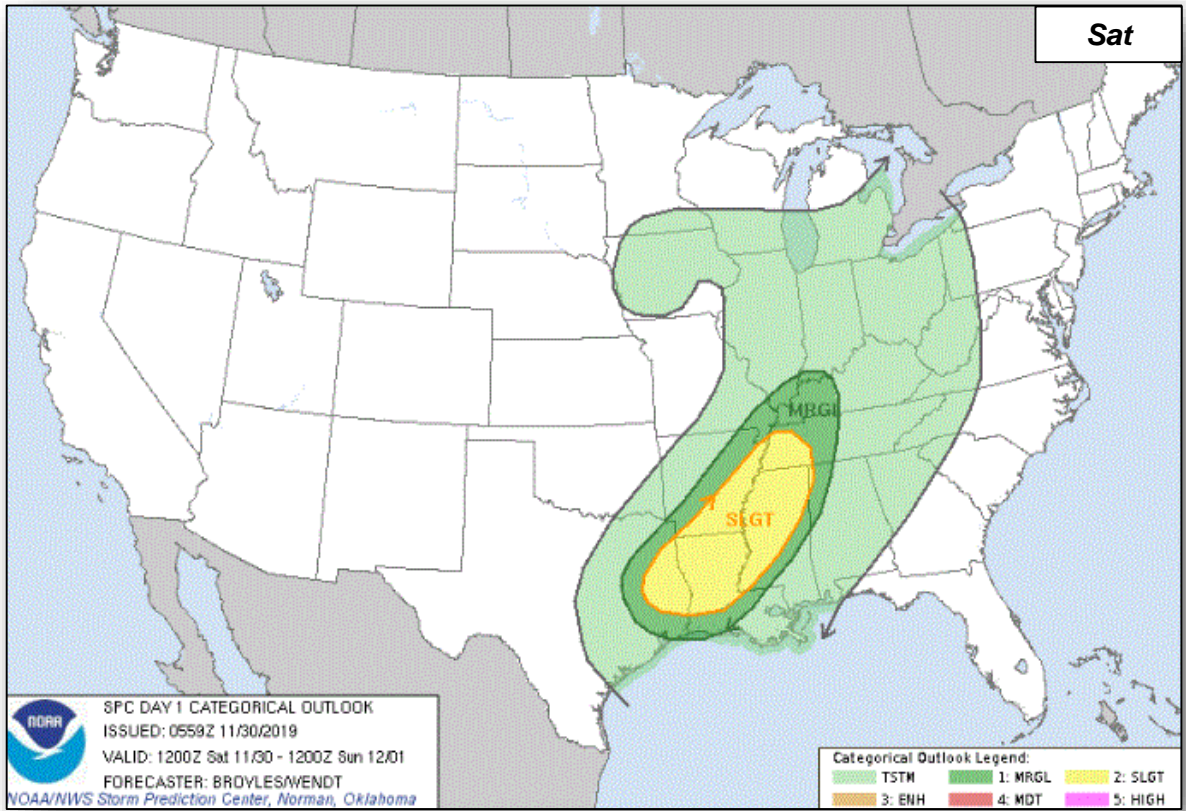 Sat
MRGL
SLGT
NOAA
SPC DAY 1 CATEGORICAL OUTLOOK
ISSUED: 0559Z 11/30/2019
VALID: 1200Z Sat 11/30 - 1200Z Sun 12/01
FORECASTER: BROYLES/WENDT
NOAA/NWS Storm Prediction Center, Norman, Oklahoma
Categorical Outlook Legend:
TSTM 1: MRGL 2: SLGT
3: ENH 4: MDT 5: HIGH